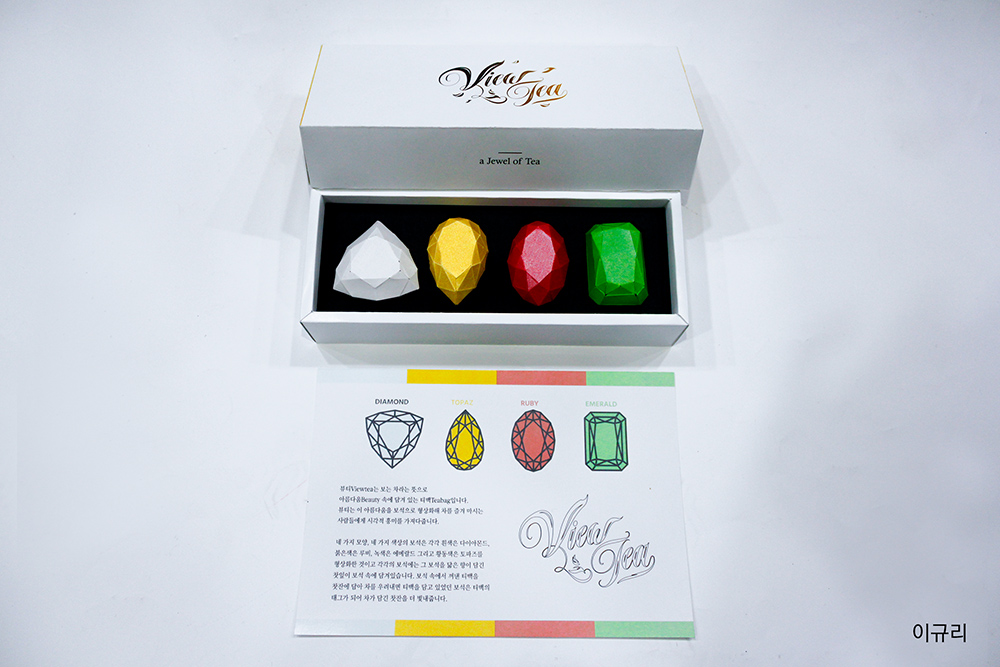 View
Tea
a Jewel of Tea
DIAMOND TOPAZ RUBY EMERALD
뷰티Viewtea는 보는 차라는 뜻으로
아름다움Beauty 속에 담겨 있는 티백Teabag입니다.
뷰티는 이 아름다움을 보석으로 형상화해 차를 즐겨 마시는
사람들에게 시각적 흥미를 가져다줍니다.
네 가지 모양, 네 가지 색상의 보석은 각각 흰색은 다이아몬드,
붉은색은 루비, 녹색은 에메랄드 그리고 황동색은 토파즈를
형상화한 것이고 각각의 보석에는 그 보석을 닮은 향이 담긴
찻잎이 보석 속에 담겨있습니다. 보석 속에서 꺼낸 티백을
찻잔에 담아 차를 우려내면 티백을 담고 있었던 보석은 티백의
태그가 되어 차가 담긴 찻잔을 더 빛내줍니다.
View
Tea
이규리